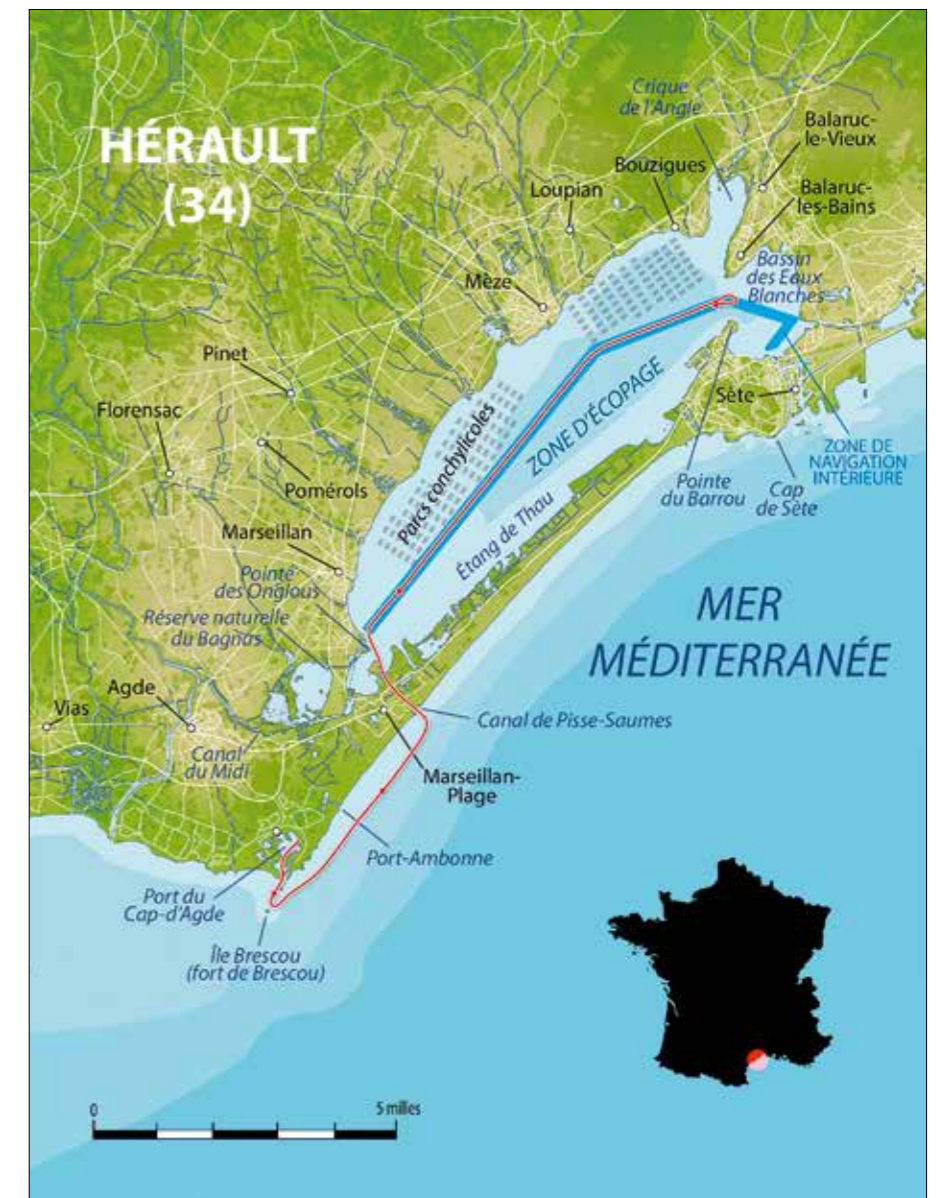 HÉRAULT
(34)
Crique
de l'Angle
Balaruc-
le-Vieux
Bouzigues
Loupian
Balaruc-
les-Bains
Bassin
des Eaux
Blanches
Mèze
Pinet
Florensac
ZONE D'ÉCOPAGE
Sète
Parcs conchylicoles
ZONE DE
NAVIGATION
INTÉRIEURE
Pomérols
Pointe
du Barrou
Cap
de Sète
Étang de Thau
Marseillan
Pointe
des Onglous
Réserve naturelle
du Bagnas
MER
MÉDITERRANÉE
Agde
Vias
Canal de Pisse-Saumes
Canal
du Midi
Marseillan-
Plage
Port-Ambonne
Port du
Cap-d'Agde
Île Brescou
(fort de Brescou)
0
5 milles